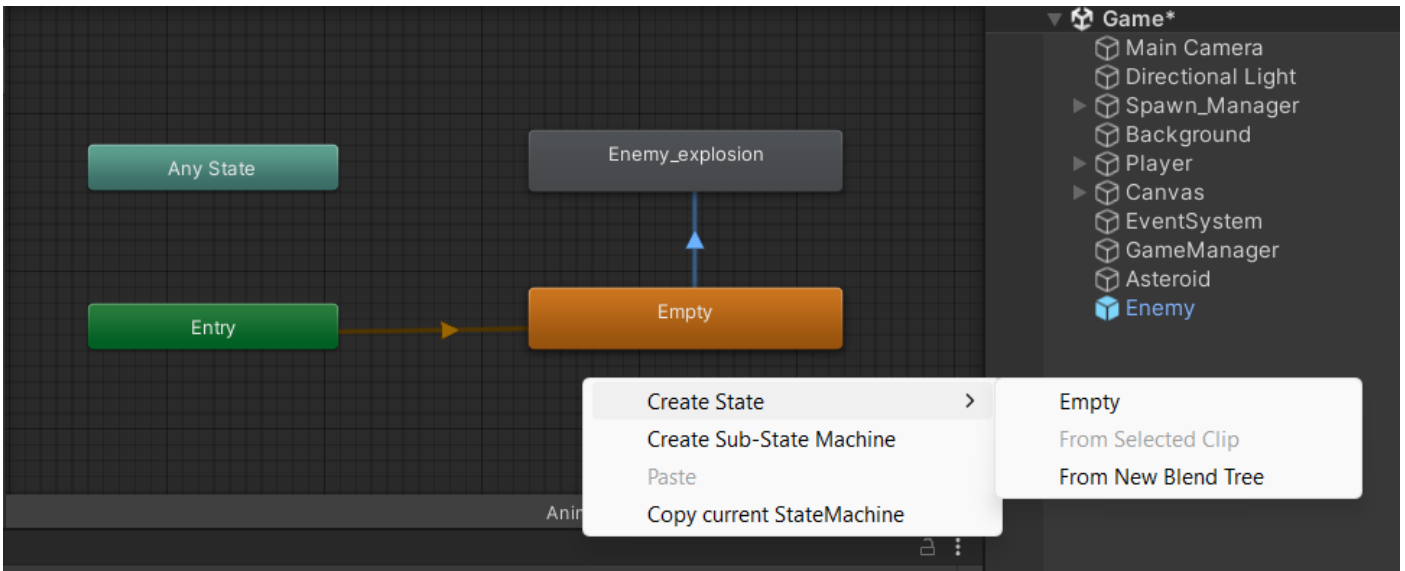 Any State
Enemy_explosion
Entry
Empty
Create State
Create Sub-State Machine
Paste
Copy current StateMachine
Empty
From Selected Clip
From New Blend Tree
Game*
Main Camera
Directional Light
Spawn_Manager
Background
Player
Canvas
EventSystem
GameManager
Asteroid
Enemy